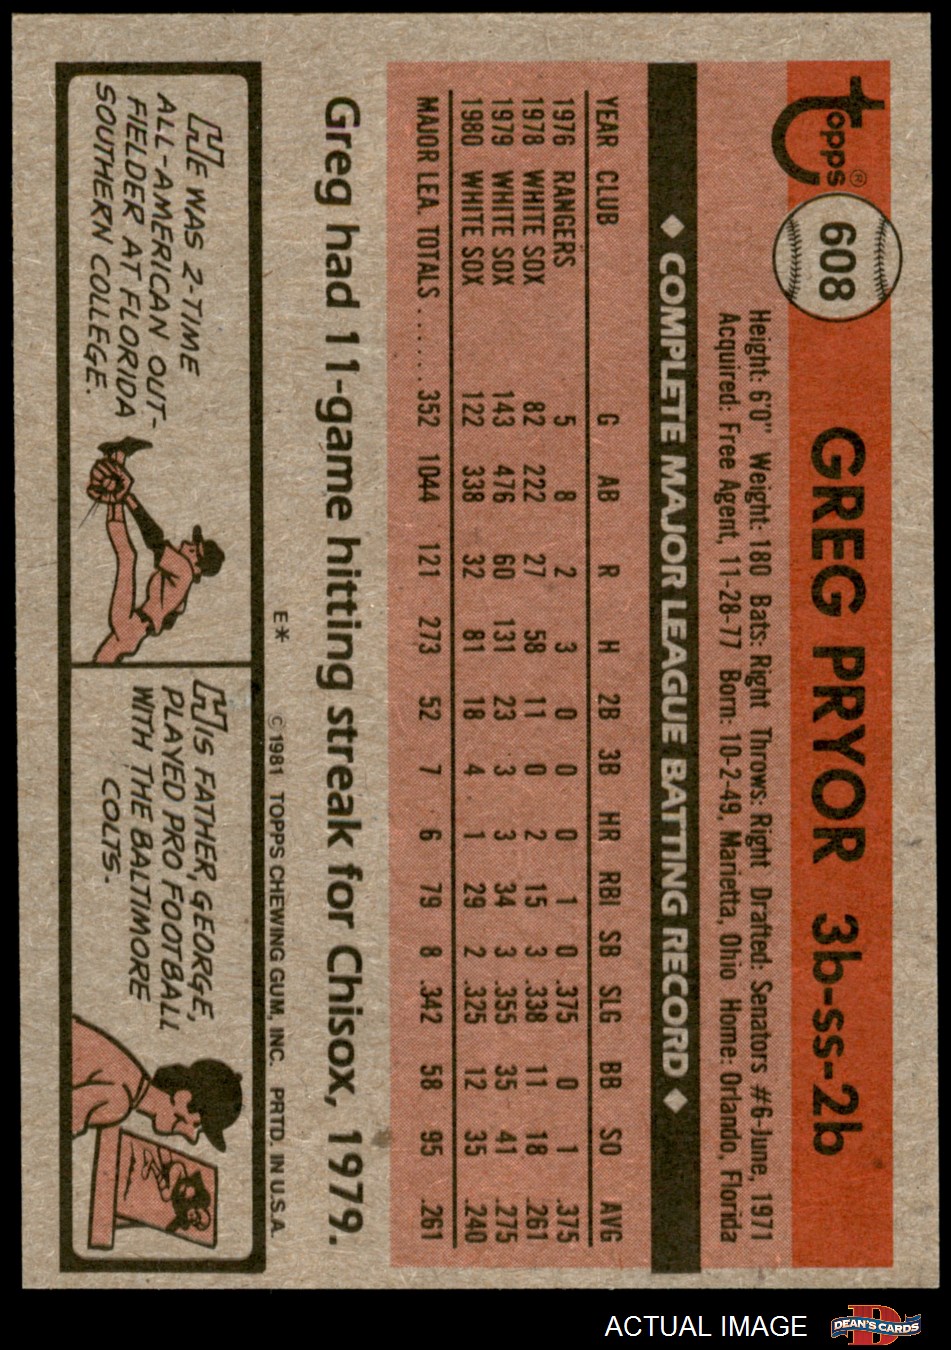 Topps®
608
GREG PRYOR 3b-ss-2b
Height: 6'0" Weight: 180 Bats: Right Throws: Right Drafted: Senators #6-June, 1971
Acquired: Free Agent, 11-28-77 Born: 10-2-49, Marietta, Ohio Home: Orlando, Florida
◆ COMPLETE MAJOR LEAGUE BATTING RECORD ◆
YEAR CLUB G AB R H 2B 3B HR RBI SB SLG BB SO AVG
1976 RANGERS 5 8 2 3 0 0 0 1 0 .375 0 1 .375
1978 WHITE SOX 82 222 27 58 11 0 2 15 3 .338 11 18 .261
1979 WHITE SOX 143 476 60 131 23 3 3 34 3 .355 35 41 .275
1980 WHITE SOX 122 338 32 81 18 4 1 29 2 .325 12 35 .240
MAJOR LEA. TOTALS ...... 352 1044 121 273 52 7 6 79 8 .342 58 95 .261
Greg had 11-game hitting streak for Chisox, 1979.
E* ©1981 TOPPS CHEWING GUM, INC. PRTD. IN U.S.A.
HE WAS 2-TIME
ALL-AMERICAN OUT-
FIELDER AT FLORIDA
SOUTHERN COLLEGE.
HIS FATHER, GEORGE,
PLAYED PRO FOOTBALL
WITH THE BALTIMORE
COLTS.
ACTUAL IMAGE
DEAN'S CARDS